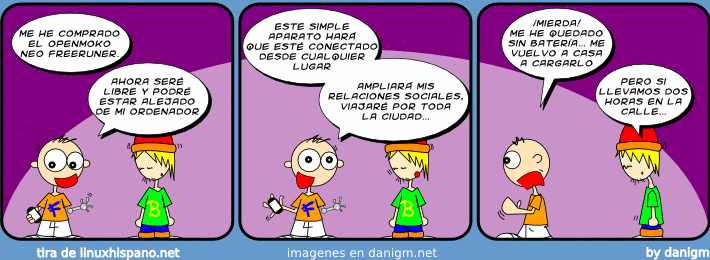 ME HE COMPRADO
EL OPENMOKO
NEO FREERUNER.
AHORA SERÉ
LIBRE Y PODRÉ
ESTAR ALEJADO
DE MI ORDENADOR
ESTE SIMPLE
APARATO HARÁ
QUE ESTÉ CONECTADO
DESDE CUALQUIER
LUGAR
AMPLIARÁ MIS
RELACIONES SOCIALES,
VIAJARÉ POR TODA
LA CIUDAD...
¡MIERDA!
ME HE QUEDADO
SIN BATERÍA... ME
VUELVO A CASA
A CARGARLO
PERO SI
LLEVAMOS DOS
HORAS EN LA
CALLE...
B
B
tira de linuxhispano.net
imagenes en danigm.net
by danigm